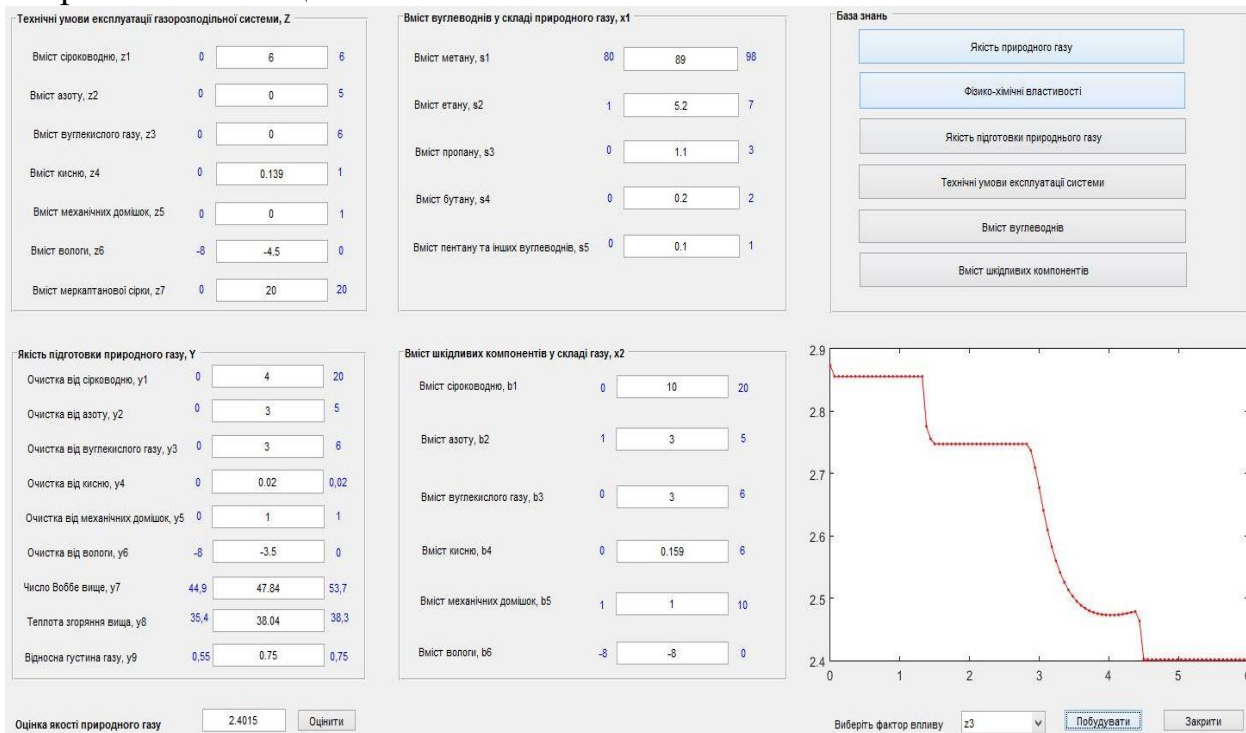 Технічні умови експлуатації газорозподільної системи, Z
Вміст сіроководню, z1 0 6 6
Вміст азоту, z2 0 0 5
Вміст вуглекислого газу, z3 0 0 6
Вміст кисню, z4 0 0.139 1
Вміст механічних домішок, z5 0 0 1
Вміст вологи, z6 -8 -4.5 0
Вміст меркаптанової сірки, z7 0 20 20
Вміст вуглеводнів у складі природного газу, x1
Вміст метану, s1 80 89 98
Вміст етану, s2 1 5.2 7
Вміст пропану, s3 0 1.1 3
Вміст бутану, s4 0 0.2 2
Вміст пентану та інших вуглеводнів, s5 0 0.1 1
База знань
Якість природного газу
Фізико-хімічні властивості
Якість підготовки природнього газу
Технічні умови експлуатації системи
Вміст вуглеводнів
Вміст шкідливих компонентів
Якість підготовки природного газу, Y
Очистка від сірководню, y1 0 4 20
Очистка від азоту, y2 0 3 5
Очистка від вуглекислого газу, y3 0 3 6
Очистка від кисню, y4 0 0.02 0,02
Очистка від механічних домішок, y5 0 1 1
Очистка від вологи, y6 -8 -3.5 0
Число Воббе вище, y7 44,9 47.84 53,7
Теплота згоряння вища, y8 35,4 38.04 38,3
Відносна густина газу, y9 0,55 0.75 0,75
Вміст шкідливих компонентів у складі газу, x2
Вміст сіроководню, b1 0 10 20
Вміст азоту, b2 1 3 5
Вміст вуглекислого газу, b3 0 3 6
Вміст кисню, b4 0 0.159 6
Вміст механічних домішок, b5 1 1 10
Вміст вологи, b6 -8 -8 0
2.9
2.8
2.7
2.6
2.5
2.4
0 1 2 3 4 5
Оцінка якості природного газу 2.4015 Оцінити
Виберіть фактор впливу z3 Побудувати Закрити